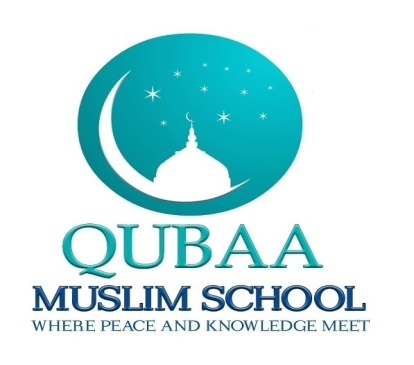 QUBAA
MUSLIM SCHOOL
WHERE PEACE AND KNOWLEDGE MEET